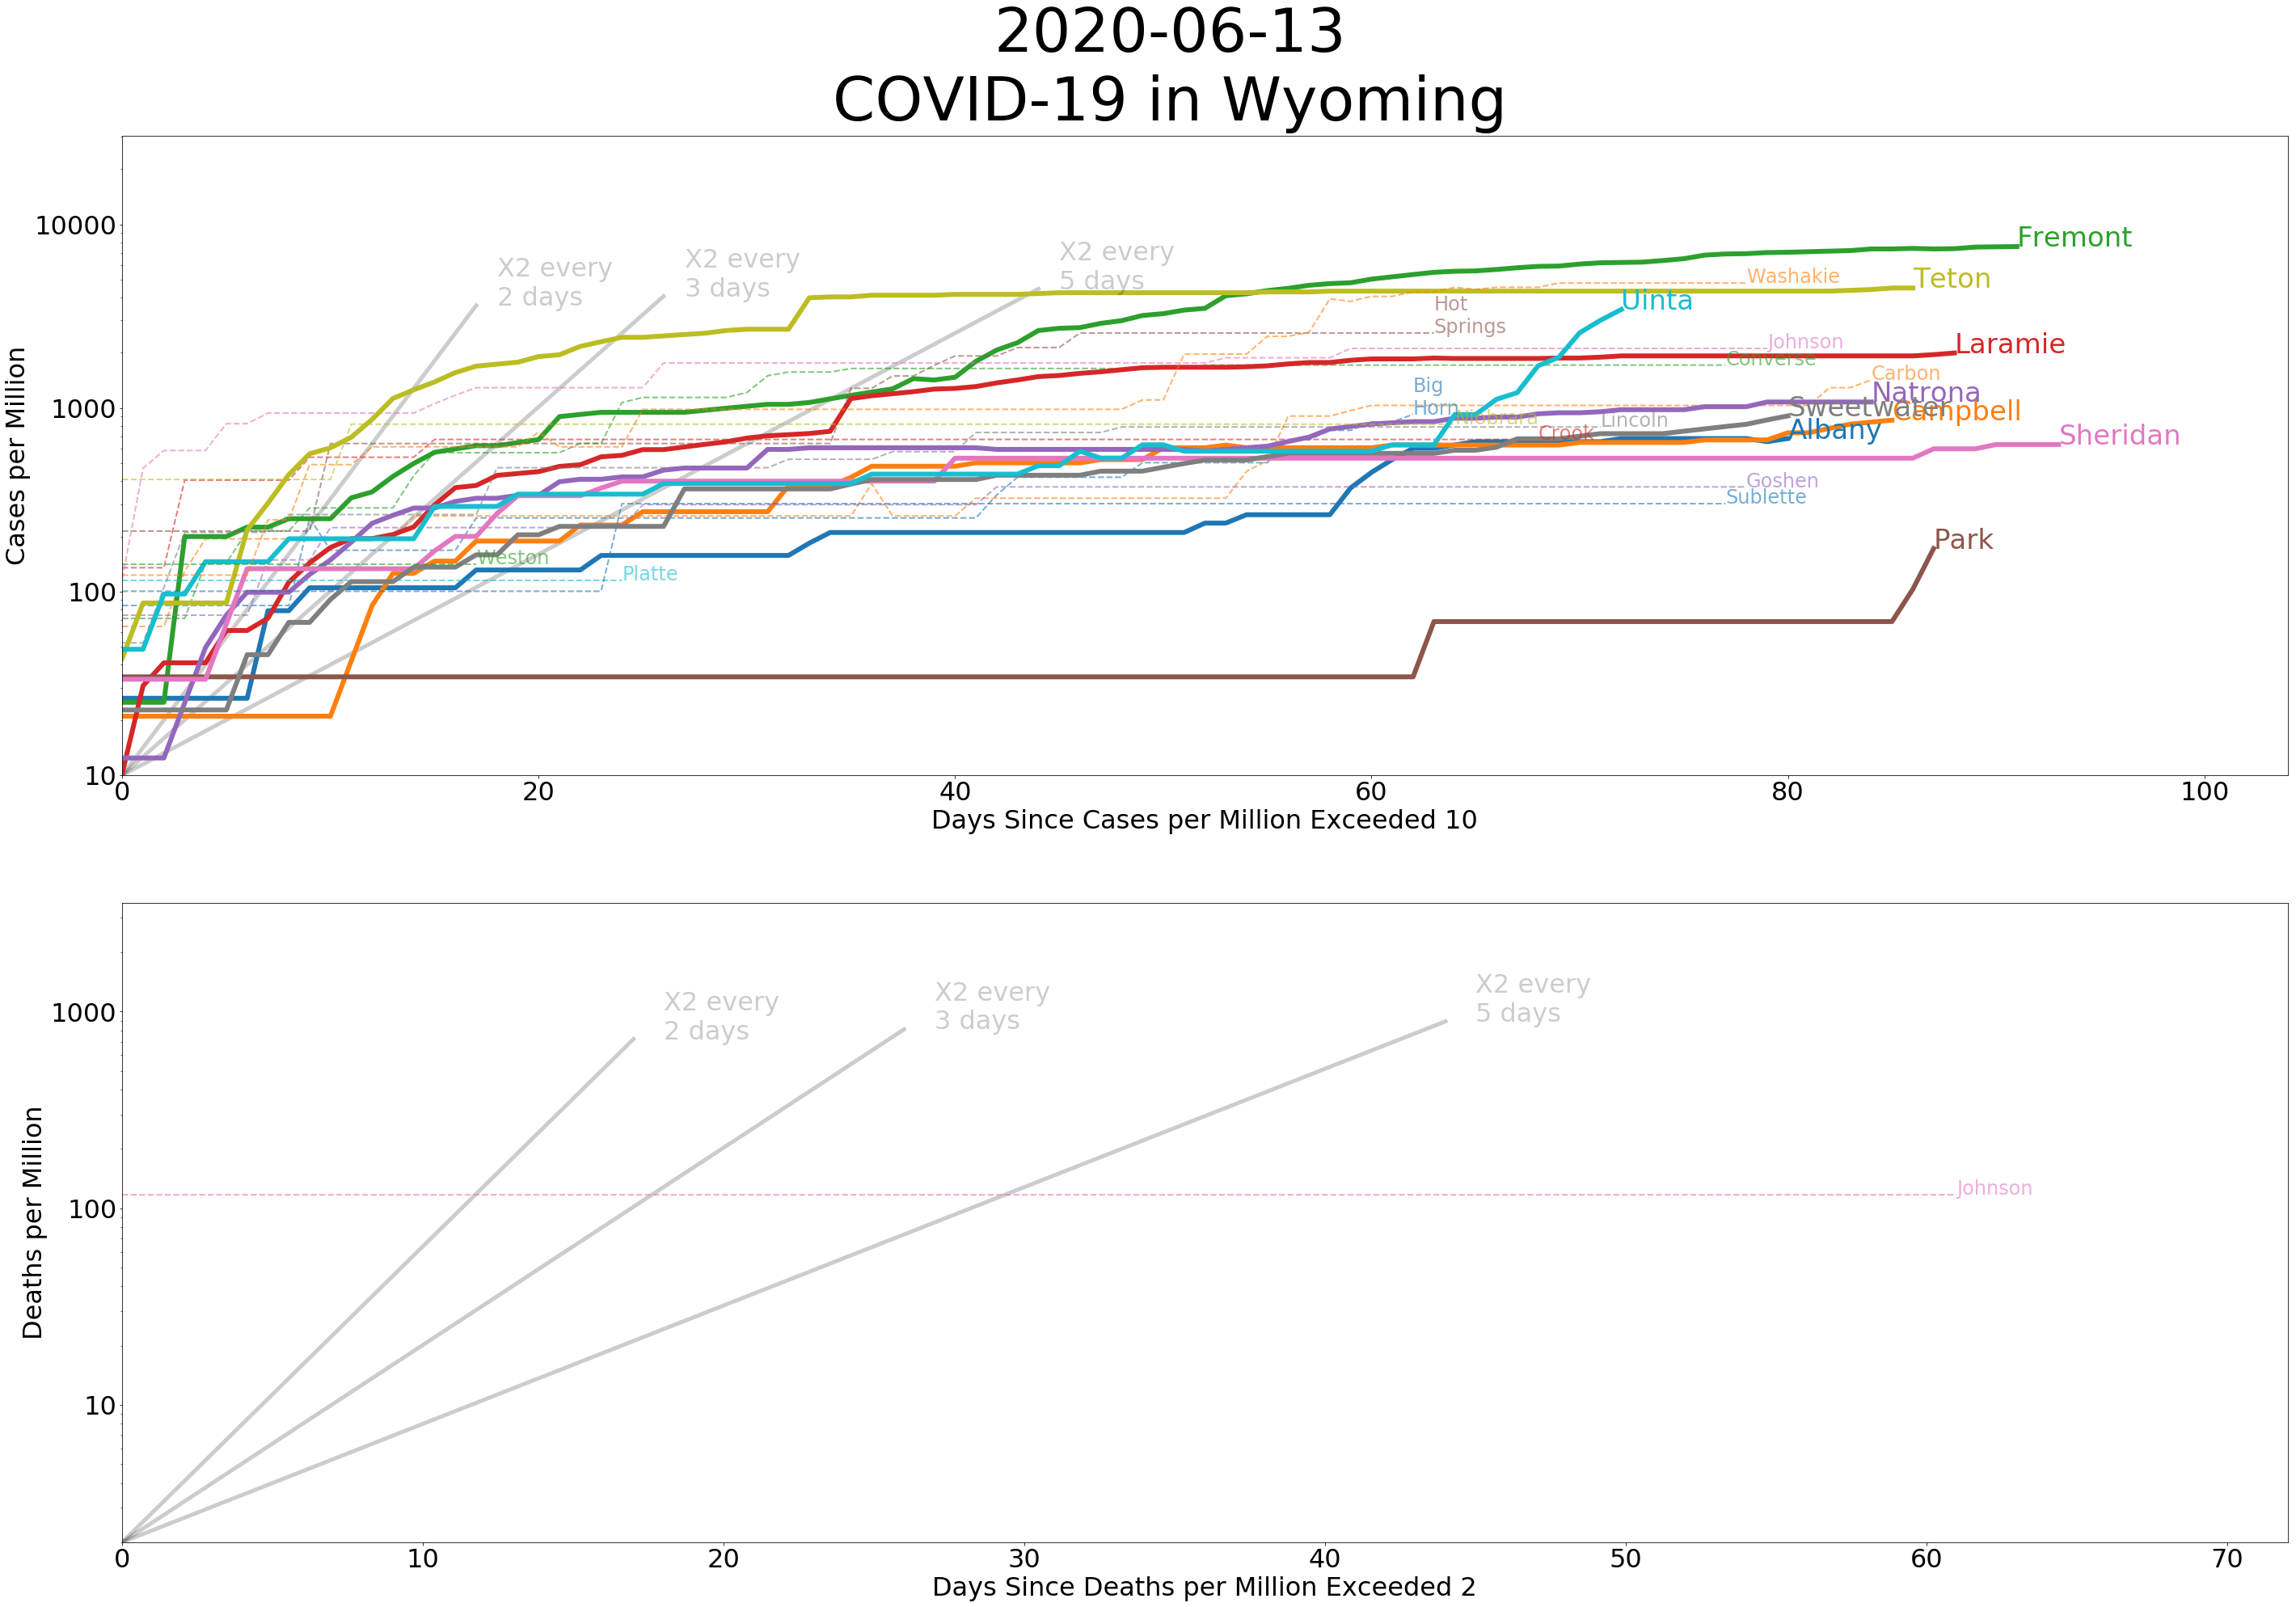 2020-06-13
COVID-19 in Wyoming
Cases per Million
10000
1000
100
10
X2 every
2 days
X2 every
3 days
X2 every
5 days
Fremont
Washakie
Teton
Hot
Springs
Uinta
Johnson
Laramie
Converse
Big
Horn
Carbon
Natrona
Sweetwater
Campbell
Niobrara
Lincoln
Crook
Albany
Sheridan
Goshen
Sublette
Park
Weston
Platte
0 20 40 60 80 100
Days Since Cases per Million Exceeded 10
Deaths per Million
1000
100
10
X2 every
2 days
X2 every
3 days
X2 every
5 days
Johnson
0 10 20 30 40 50 60 70
Days Since Deaths per Million Exceeded 2